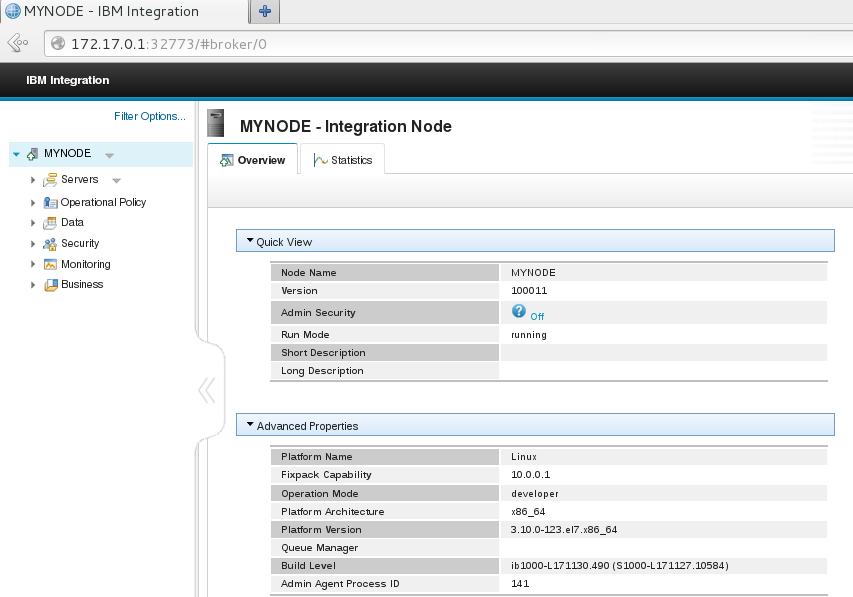 MYNODE - IBM Integration
172.17.0.1:32773/#broker/0
IBM Integration
Filter Options...
MYNODE
Servers
Operational Policy
Data
Security
Monitoring
Business
MYNODE - Integration Node
Overview Statistics
Quick View
Node Name MYNODE
Version 100011
Admin Security ? Off
Run Mode running
Short Description
Long Description
Advanced Properties
Platform Name Linux
Fixpack Capability 10.0.0.1
Operation Mode developer
Platform Architecture x86_64
Platform Version 3.10.0-123.el7.x86_64
Queue Manager
Build Level ib1000-L171130.490 (S1000-L171127.10584)
Admin Agent Process ID 141